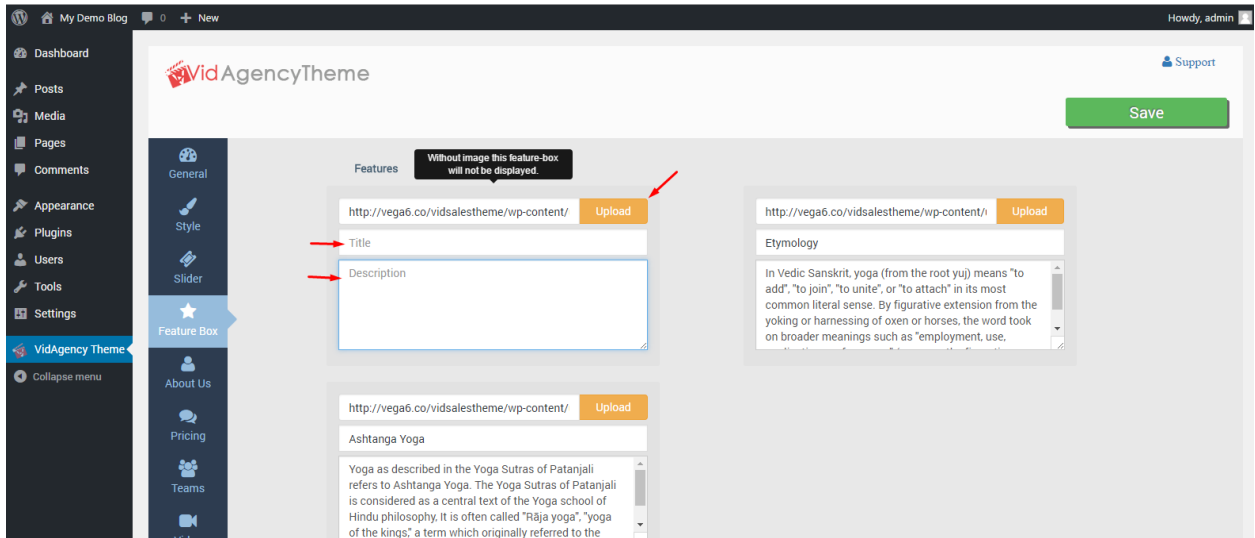 My Demo Blog 0 + New Howdy, admin
Dashboard
Posts
Media
Pages
Comments
Appearance
Plugins
Users
Tools
Settings
VidAgency Theme
Collapse menu
VidAgencyTheme
Support
Save
General
Style
Slider
Feature Box
About Us
Pricing
Teams
Features
Without image this feature-box
will not be displayed.
http://vega6.co/vidsalestheme/wp-content/ Upload
Title
Description
http://vega6.co/vidsalestheme/wp-content/ Upload
Etymology
In Vedic Sanskrit, yoga (from the root yuj) means "to
add", "to join", "to unite", or "to attach" in its most
common literal sense. By figurative extension from the
yoking or harnessing of oxen or horses, the word took
on broader meanings such as "employment, use,
http://vega6.co/vidsalestheme/wp-content/ Upload
Ashtanga Yoga
Yoga as described in the Yoga Sutras of Patanjali
refers to Ashtanga Yoga. The Yoga Sutras of Patanjali
is considered as a central text of the Yoga school of
Hindu philosophy, It is often called "Rāja yoga", "yoga
of the kings," a term which originally referred to the